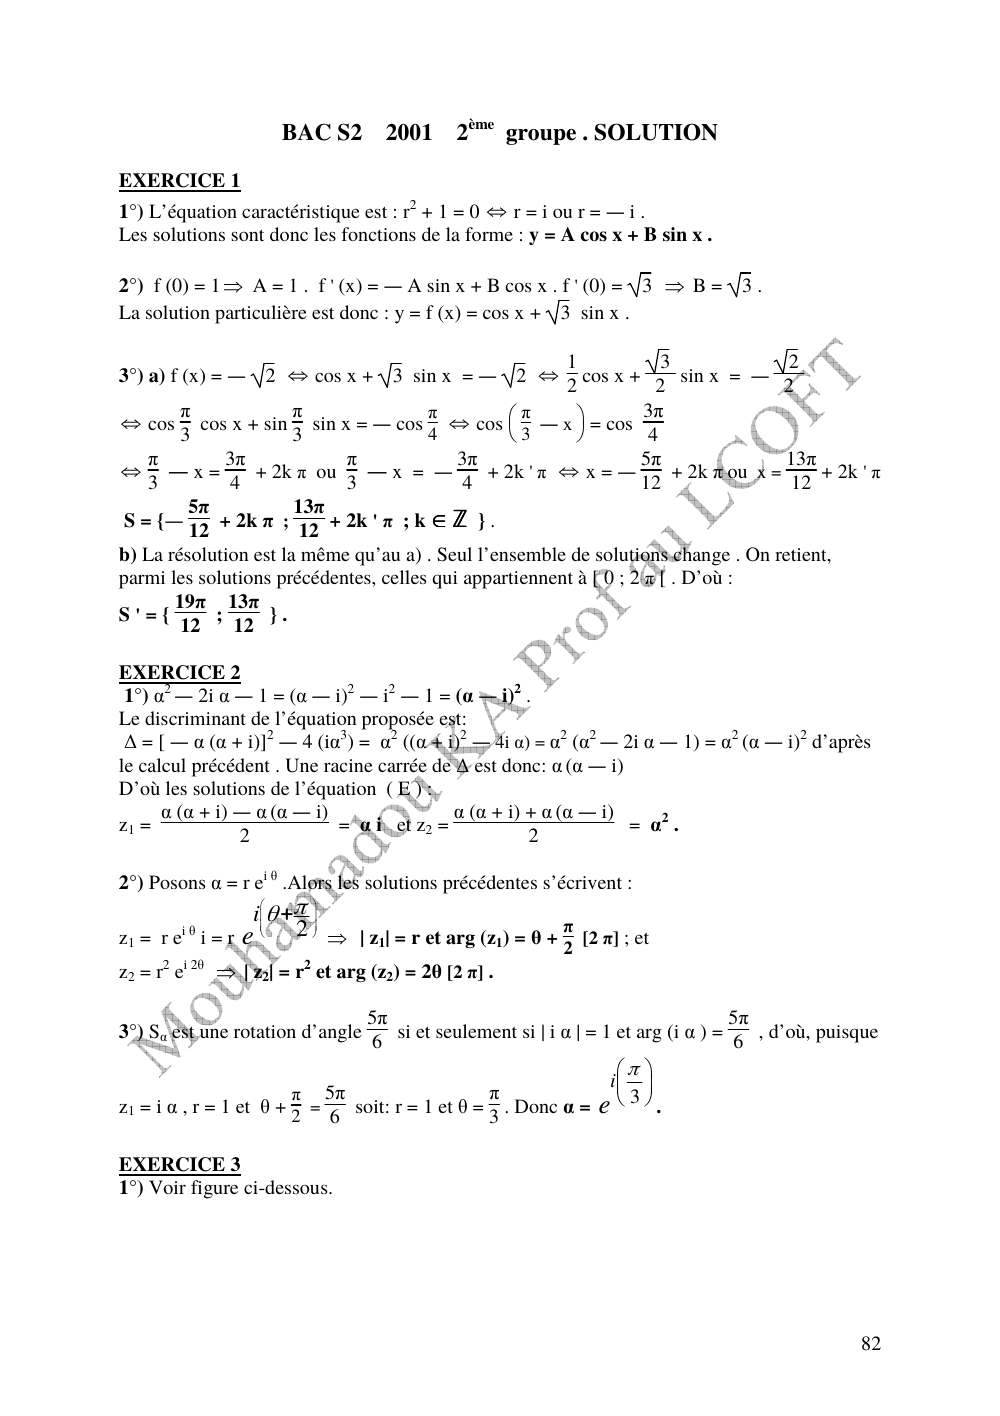 BAC S2 2001 2ème groupe . SOLUTION
EXERCICE 1
1°) L’équation caractéristique est : r² + 1 = 0 ⇔ r = i ou r = — i .
Les solutions sont donc les fonctions de la forme : y = A cos x + B sin x .
2°) f (0) = 1 ⇒ A = 1 . f ' (x) = — A sin x + B cos x . f ' (0) = √3 ⇒ B = √3 .
La solution particulière est donc : y = f (x) = cos x + √3 sin x .
3°) a) f (x) = — √2 ⇔ cos x + √3 sin x = — √2 ⇔ 1/2 cos x + √3/2 sin x = — √2/2
⇔ cos π/3 cos x + sin π/3 sin x = — cos π/4 ⇔ cos ( π/3 — x ) = cos 3π/4
⇔ π/3 — x = 3π/4 + 2k π ou π/3 — x = — 3π/4 + 2k ' π ⇔ x = — 5π/12 + 2k π ou x = 13π/12 + 2k ' π
S = {— 5π/12 + 2k π ; 13π/12 + 2k ' π ; k ∈ ℤ } .
b) La résolution est la même qu’au a) . Seul l’ensemble de solutions change . On retient,
parmi les solutions précédentes, celles qui appartiennent à [ 0 ; 2 π [ . D’où :
S ' = { 19π/12 ; 13π/12 } .
EXERCICE 2
1°) α² — 2i α — 1 = (α — i)² — i² — 1 = (α — i)² .
Le discriminant de l’équation proposée est:
Δ = [ — α (α + i)]² — 4 (iα³) = α² ((α + i)² — 4i α) = α² (α² — 2i α — 1) = α² (α — i)² d’après
le calcul précédent . Une racine carrée de Δ est donc: α (α — i)
D’où les solutions de l’équation ( E ) :
z₁ = α (α + i) — α (α — i)/2 = α i et z₂ = α (α + i) + α (α — i)/2 = α² .
2°) Posons α = r e^(i θ) .Alors les solutions précédentes s’écrivent :
z₁ = r e^(i θ) i = r e^(i(θ+π/2)) ⇒ | z₁| = r et arg (z₁) = θ + π/2 [2 π] ; et
z₂ = r² e^(i 2θ) ⇒ | z₂| = r² et arg (z₂) = 2θ [2 π] .
3°) Sα est une rotation d’angle 5π/6 si et seulement si | i α | = 1 et arg (i α ) = 5π/6 , d’où, puisque
z₁ = i α , r = 1 et θ + π/2 = 5π/6 soit: r = 1 et θ = π/3 . Donc α = e^(i(π/3)) .
EXERCICE 3
1°) Voir figure ci-dessous.
82
Mouhamadou KA Prof au LCOFT